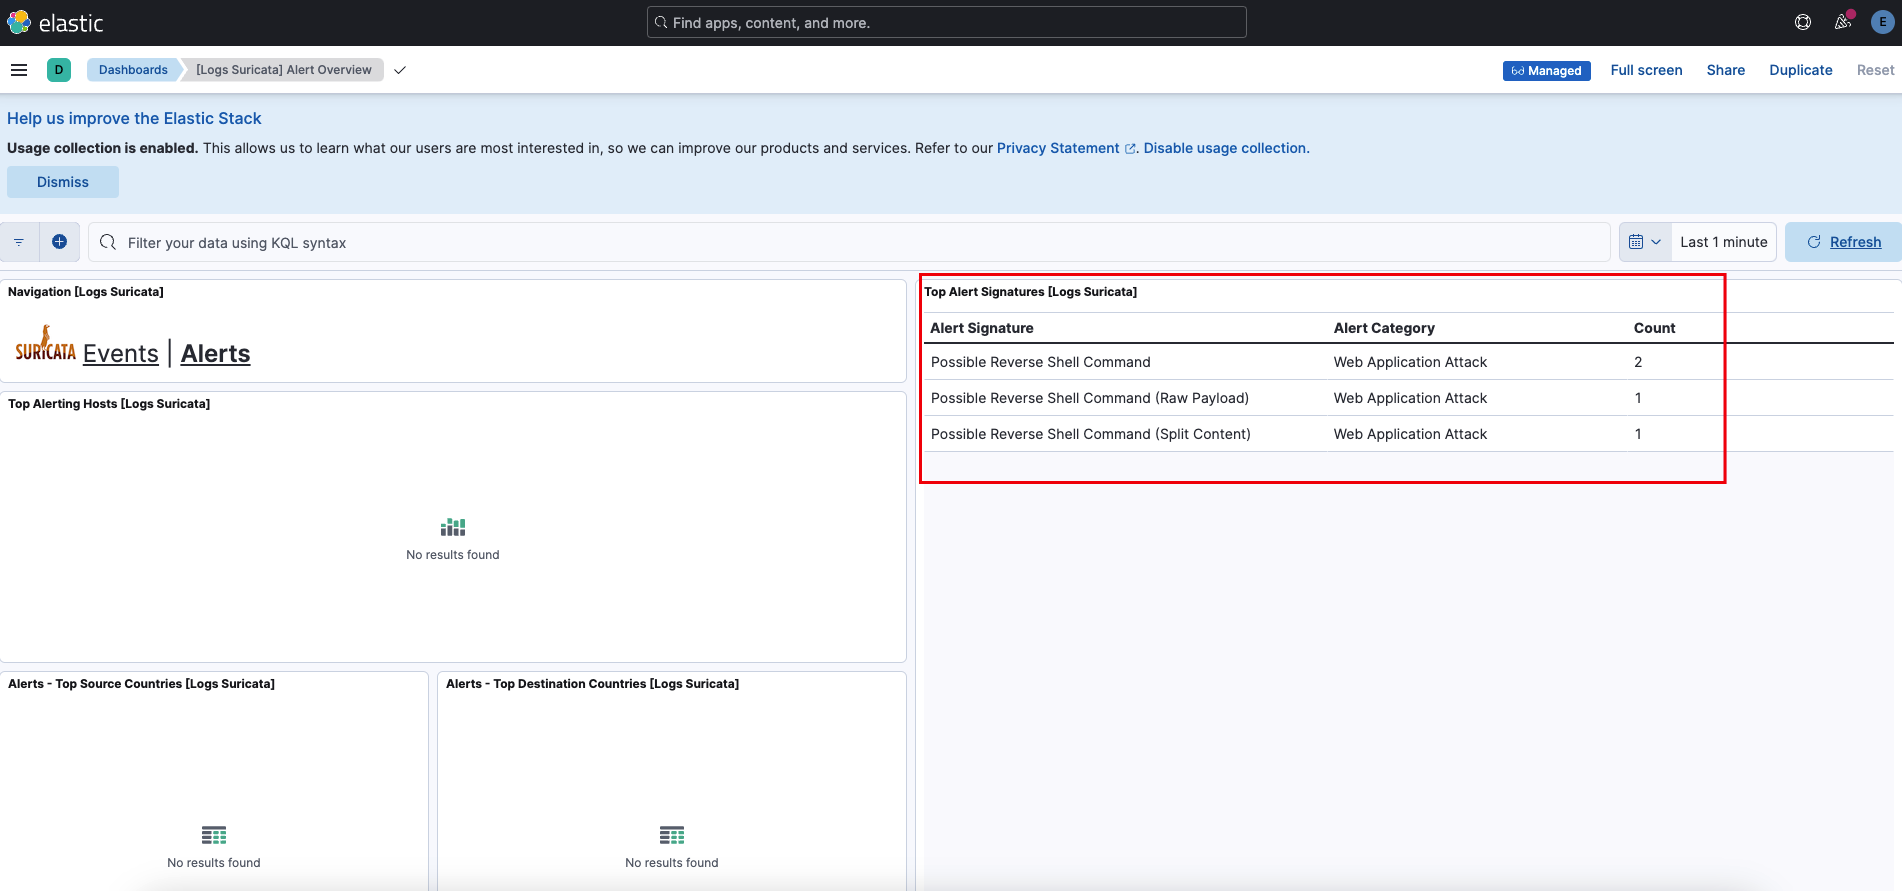 elastic
Find apps, content, and more.
E
D
Dashboards
[Logs Suricata] Alert Overview
Managed
Full screen
Share
Duplicate
Reset
Help us improve the Elastic Stack
Usage collection is enabled. This allows us to learn what our users are most interested in, so we can improve our products and services. Refer to our Privacy Statement. Disable usage collection.
Dismiss
Filter your data using KQL syntax
Last 1 minute
Refresh
Navigation [Logs Suricata]
SURICATA Events | Alerts
Top Alerting Hosts [Logs Suricata]
No results found
Alerts - Top Source Countries [Logs Suricata]
No results found
Alerts - Top Destination Countries [Logs Suricata]
No results found
Top Alert Signatures [Logs Suricata]
Alert Signature Alert Category Count
Possible Reverse Shell Command Web Application Attack 2
Possible Reverse Shell Command (Raw Payload) Web Application Attack 1
Possible Reverse Shell Command (Split Content) Web Application Attack 1